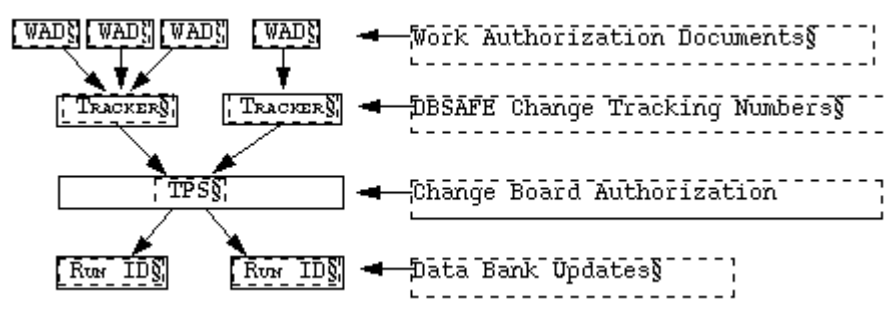 WAD§ WAD§ WAD§ WAD§ Work Authorization Documents§
Tracker§ Tracker§ DBSAFE Change Tracking Numbers§
TPS§ Change Board Authorization
Run ID§ Run ID§ Data Bank Updates§